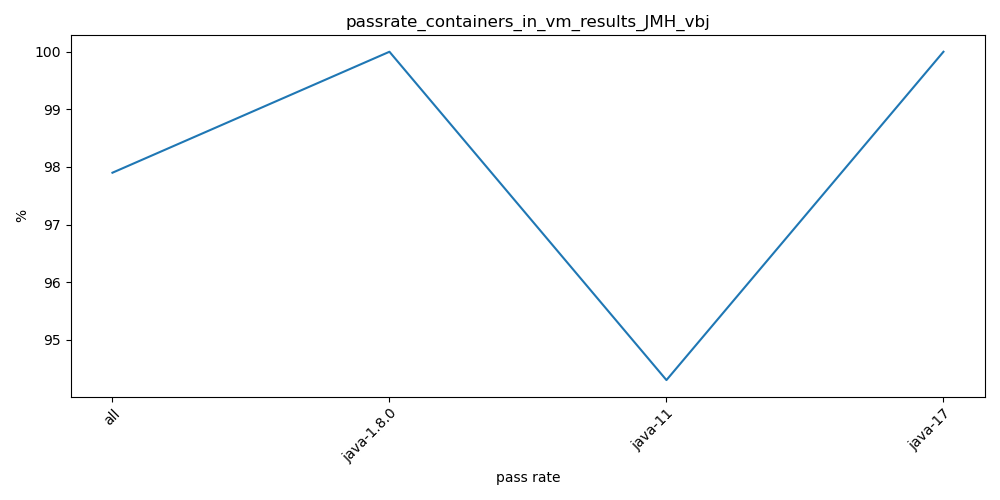 passrate_containers_in_vm_results_JMH_vbj
100
99
98
97
96
95
%
all
java-1.8.0
java-11
java-17
pass rate